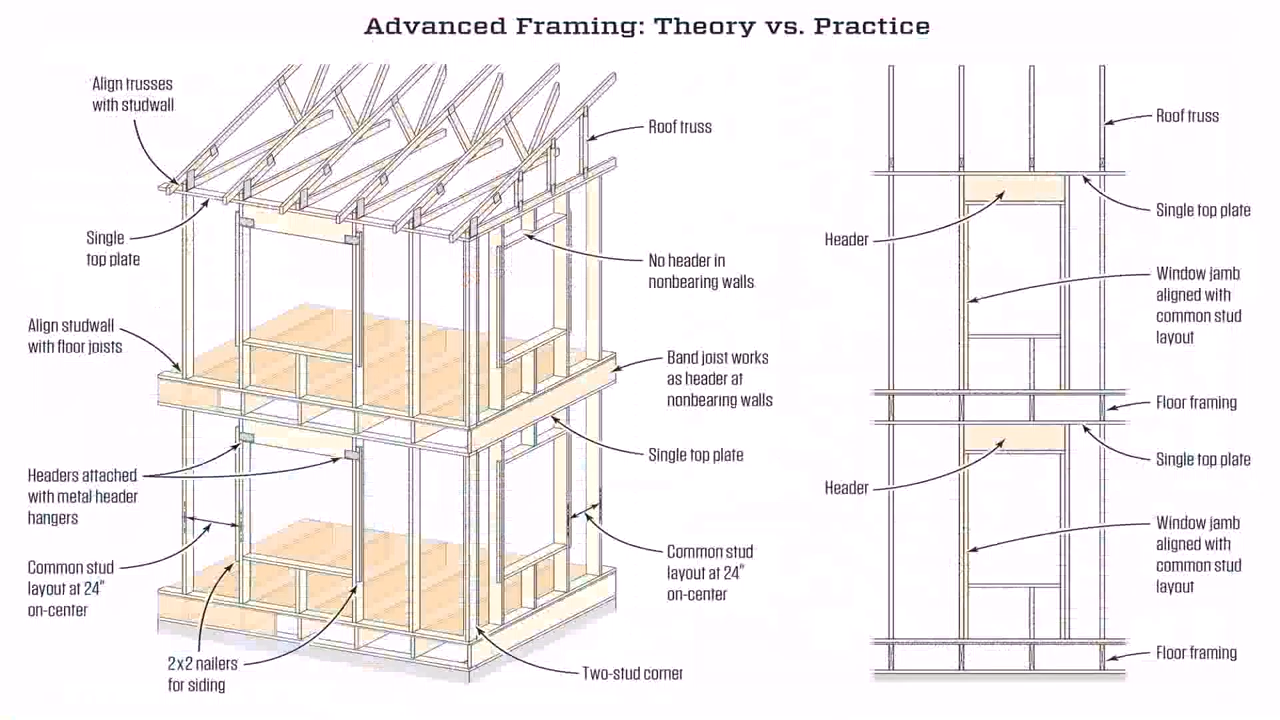 Advanced Framing: Theory vs. Practice
Align trusses
with studwall
Roof truss
Single
top plate
No header in
nonbearing walls
Align studwall
with floor joists
Band joist works
as header at
nonbearing walls
Single top plate
Headers attached
with metal header
hangers
Common stud
layout at 24"
on-center
Common stud
layout at 24"
on-center
2x2 nailers
for siding
Two-stud corner
Roof truss
Single top plate
Header
Window jamb
aligned with
common stud
layout
Floor framing
Single top plate
Header
Window jamb
aligned with
common stud
layout
Floor framing